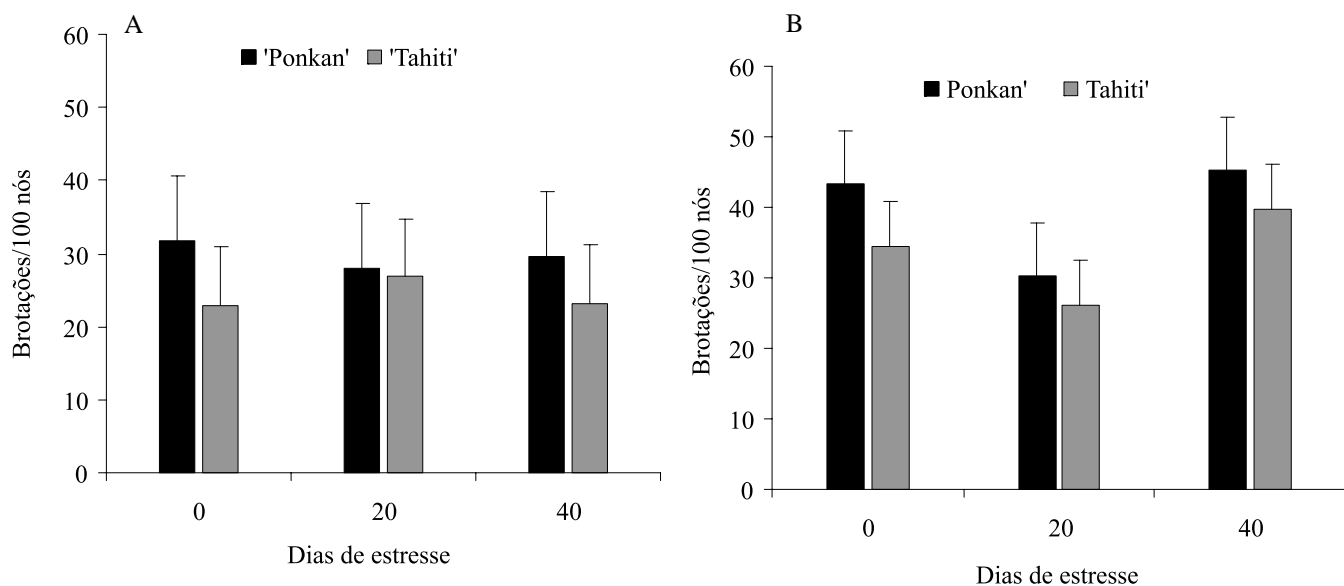 A
60
50
40
30
20
10
0
Brotações/100 nós
'Ponkan' 'Tahiti'
0 20 40
Dias de estresse
B
60
50
40
30
20
10
0
Brotações/100 nós
Ponkan' Tahiti'
0 20 40
Dias de estresse